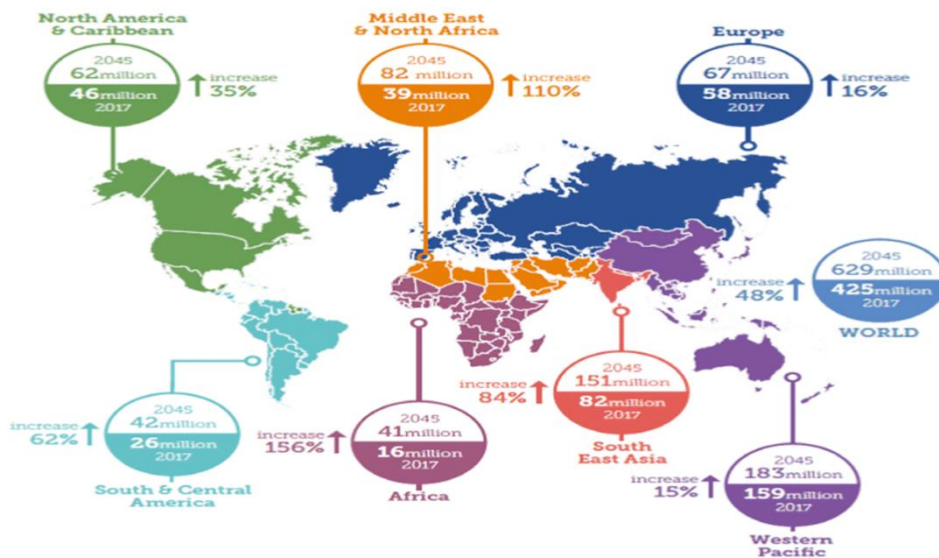 North America
& Caribbean
2045
62million
46million
2017
increase
35%
Middle East
& North Africa
2045
82 million
39million
2017
increase
110%
Europe
2045
67million
58million
2017
increase
16%
2045
629million
425million
2017
WORLD
increase
48%
2045
42million
26million
2017
South & Central
America
increase
62%
2045
41million
16million
2017
Africa
increase
156%
2045
151million
82million
2017
South
East Asia
increase
84%
2045
183million
159million
2017
Western
Pacific
increase
15%